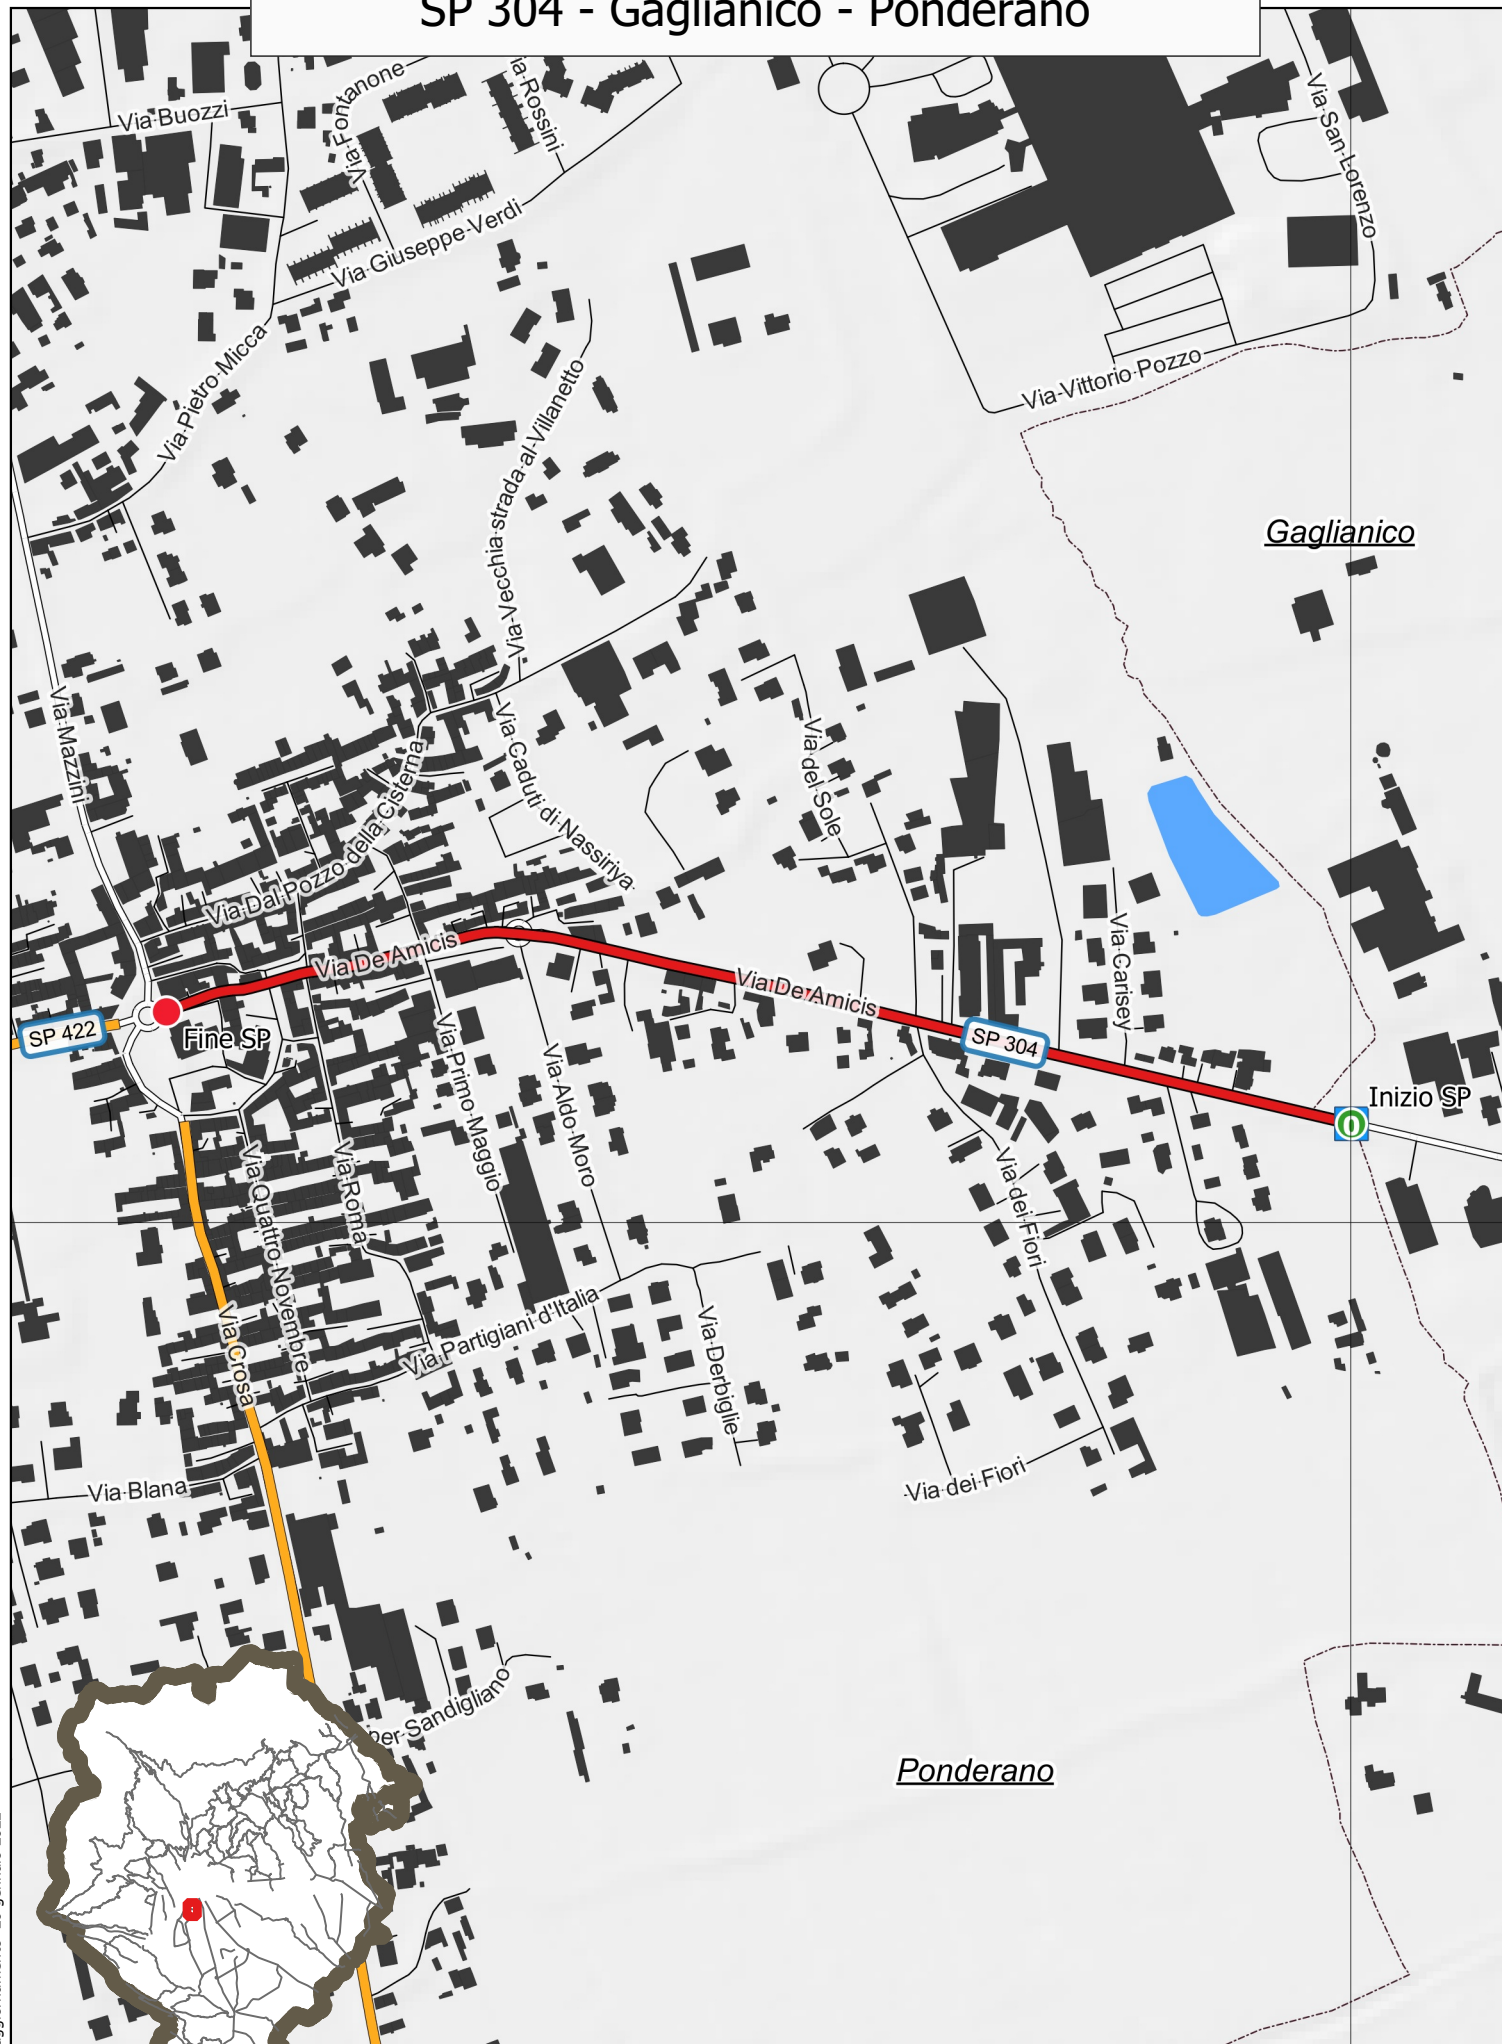 SP 304 - Gaglianico - Ponderano
Via Buozzi
Via Fontanone
Via Rossini
Via San Lorenzo
Via Giuseppe Verdi
Via Pietro Micca
Via Vittorio Pozzo
Via Vecchia strada al Villanetto
Gaglianico
Via Mazzini
Via Caduti di Nassiriya
Via del Sole
Via Dal Pozzo della Cisterna
Via De Amicis
Via De Amicis
Via Carisey
SP 422
Fine SP
SP 304
Inizio SP
0
Via Primo Maggio
Via Aldo Moro
Via Quattro Novembre
Via Roma
Via dei Fiori
Via Crosa
Via Partigiani d'Italia
Via Derbiglie
Via Blana
Via dei Fiori
per Sandigliano
Ponderano